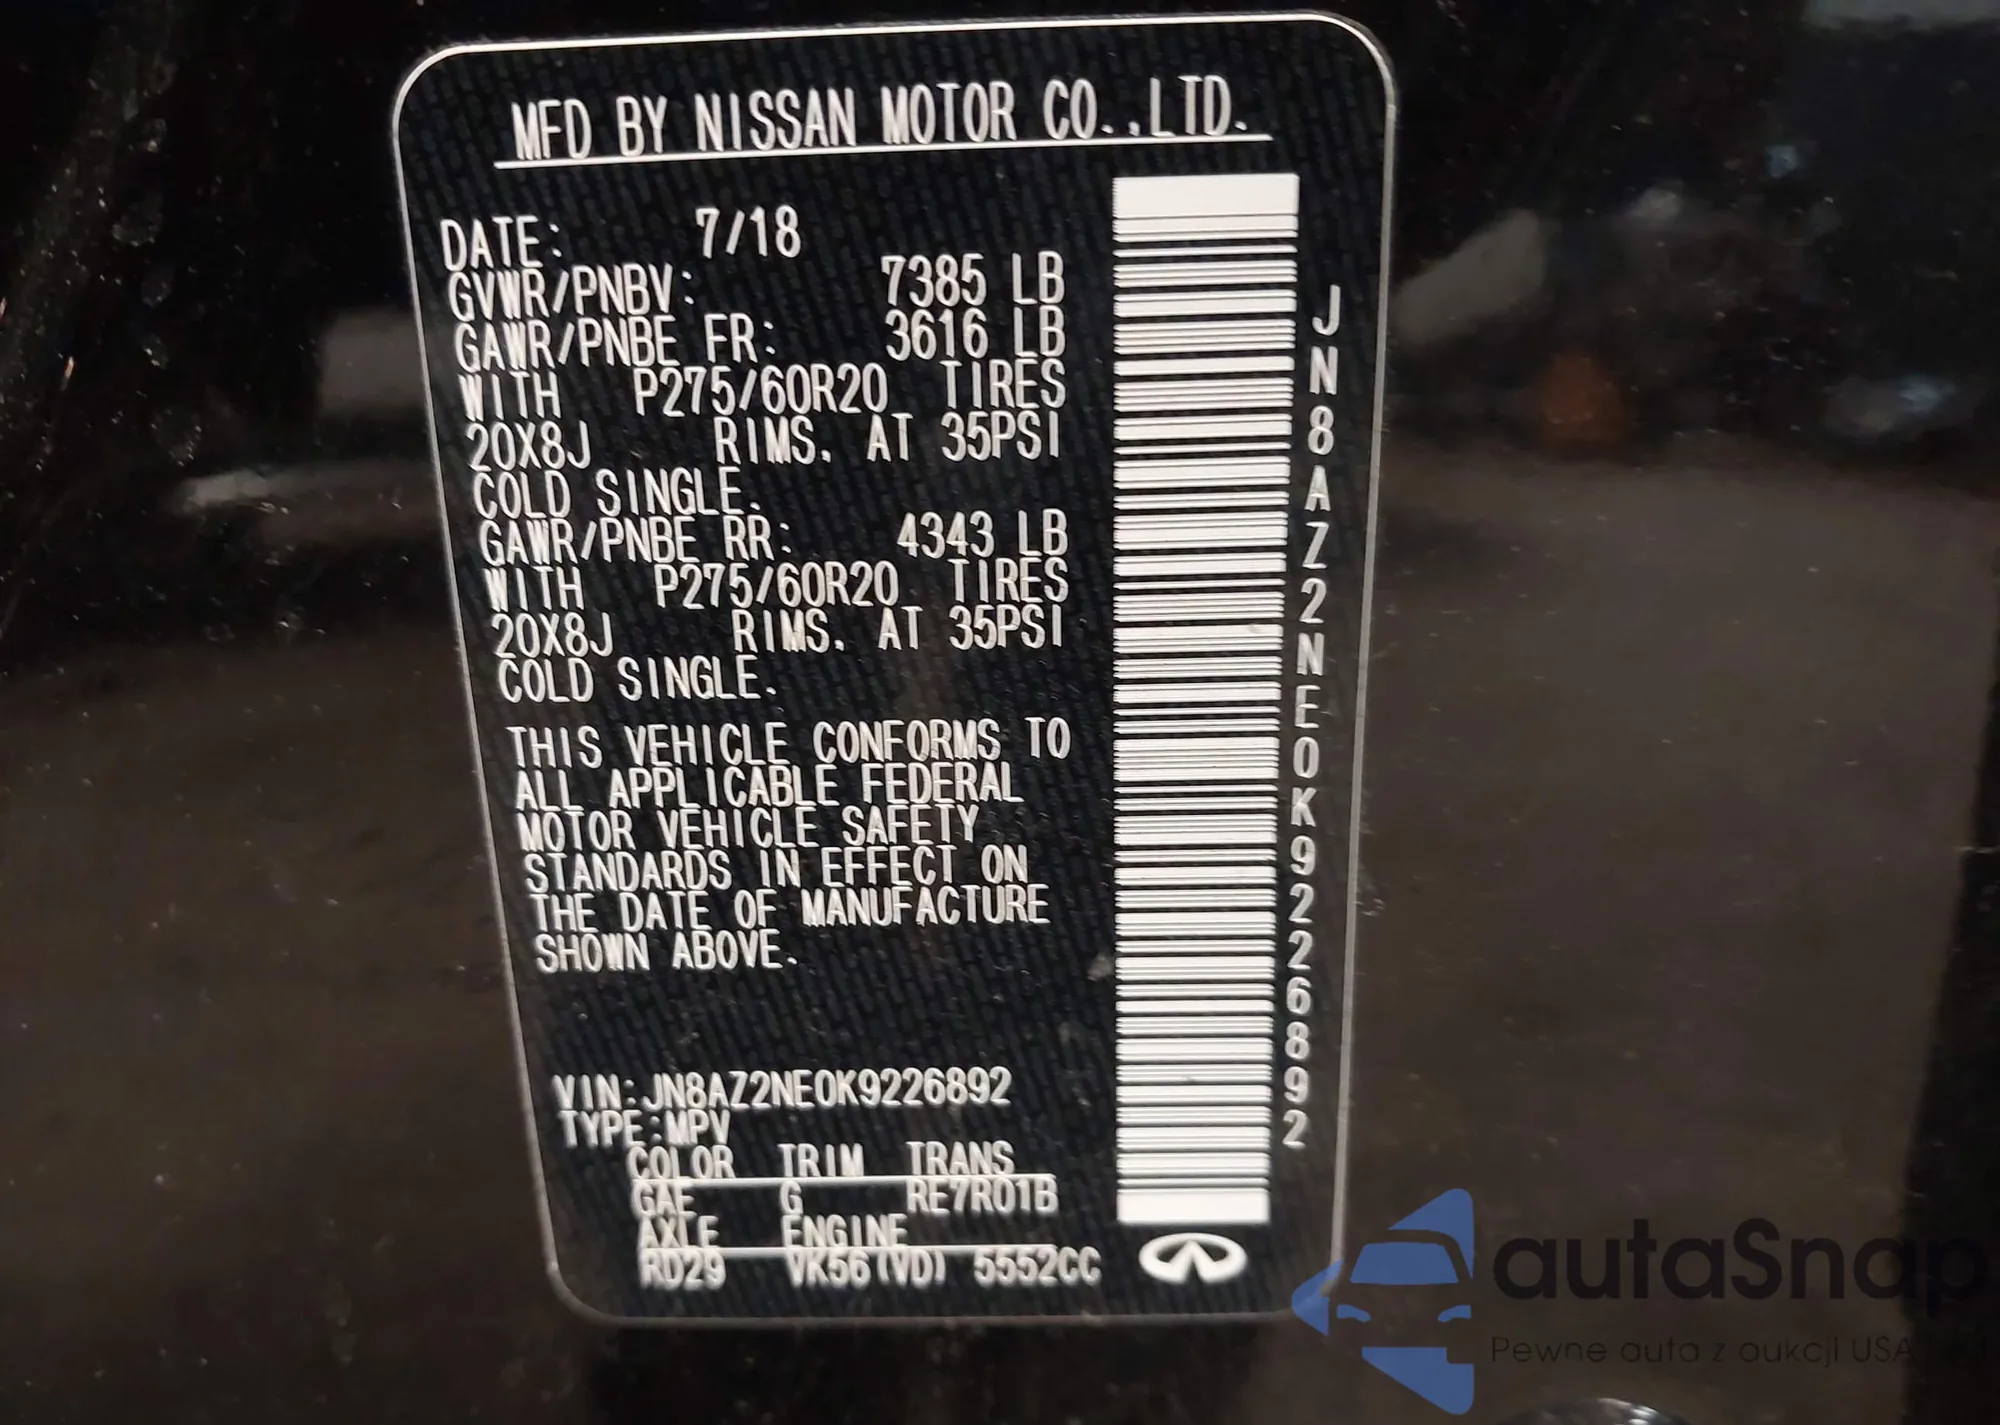 MFD BY NISSAN MOTOR CO.,LTD.
DATE: 7/18
GVWR/PNBV: 7385 LB
GAWR/PNBE FR: 3616 LB
WITH P275/60R20 TIRES
20X8J RIMS. AT 35PSI
COLD SINGLE.
GAWR/PNBE RR: 4343 LB
WITH P275/60R20 TIRES
20X8J RIMS. AT 35PSI
COLD SINGLE.
THIS VEHICLE CONFORMS TO
ALL APPLICABLE FEDERAL
MOTOR VEHICLE SAFETY
STANDARDS IN EFFECT ON
THE DATE OF MANUFACTURE
SHOWN ABOVE.
VIN:JN8AZ2NE0K9226892
TYPE:MPV
COLOR TRIM TRANS
GAE G RE7R01B
AXLE ENGINE
RD29 VK56(VD) 5552CC
JN8AZ2NE0K9226892
autaSnap
Pewne auta z aukcji USA